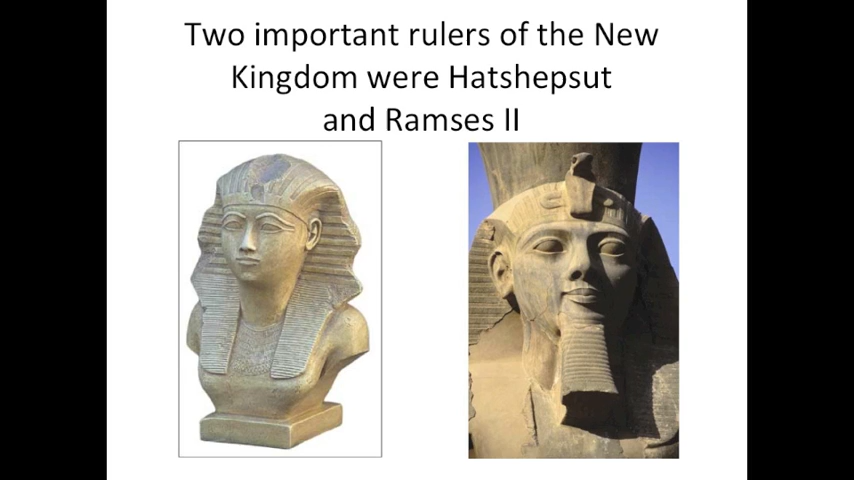 Two important rulers of the New
Kingdom were Hatshepsut
and Ramses II